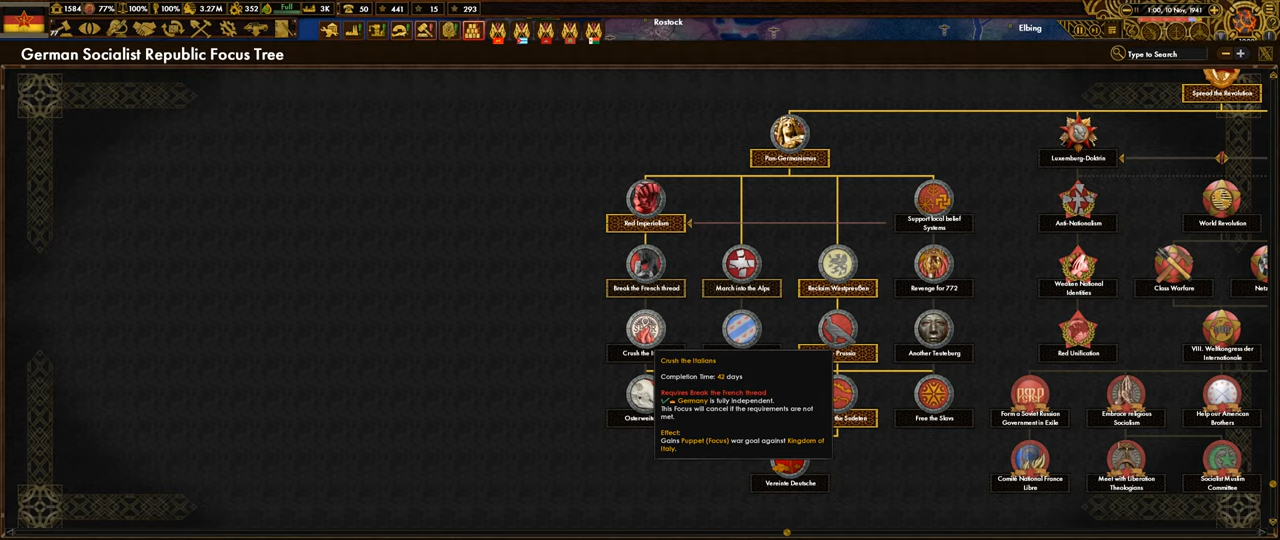 1584
77%
100%
100%
3.27M
352
Full
3K
50
441
15
293
1:00, 10 Nov, 1941
77
Rostock
Elbing
German Socialist Republic Focus Tree
Type to Search
Spread the Revolution
Pan-Germanismus
Luxemburg-Doktrin
Red Imperialism
Support local belief
Systems
Anti-Nationalism
World Revolution
Break the French thread
March into the Alps
Reclaim Westpreußen
Revenge for 772
Weaken National
Identities
Class Warfare
Crush the I
Prussia
Another Teuteburg
Red Unification
VIII. Weltkongress der
Internationale
Crush the Italians
Completion Time: 42 days
Requires Break the French thread
Germany is fully independent.
This Focus will cancel if the requirements are not
met.
Effect:
Gains Puppet (Focus) war goal against Kingdom of
Italy.
the Sudeten
Free the Slavs
Form a Soviet Russian
Government in Exile
Embrace religious
Socialism
Help our American
Brothers
Vereinte Deutsche
Comité National France
Libre
Meet with Liberation
Theologians
Socialist Muslim
Committee